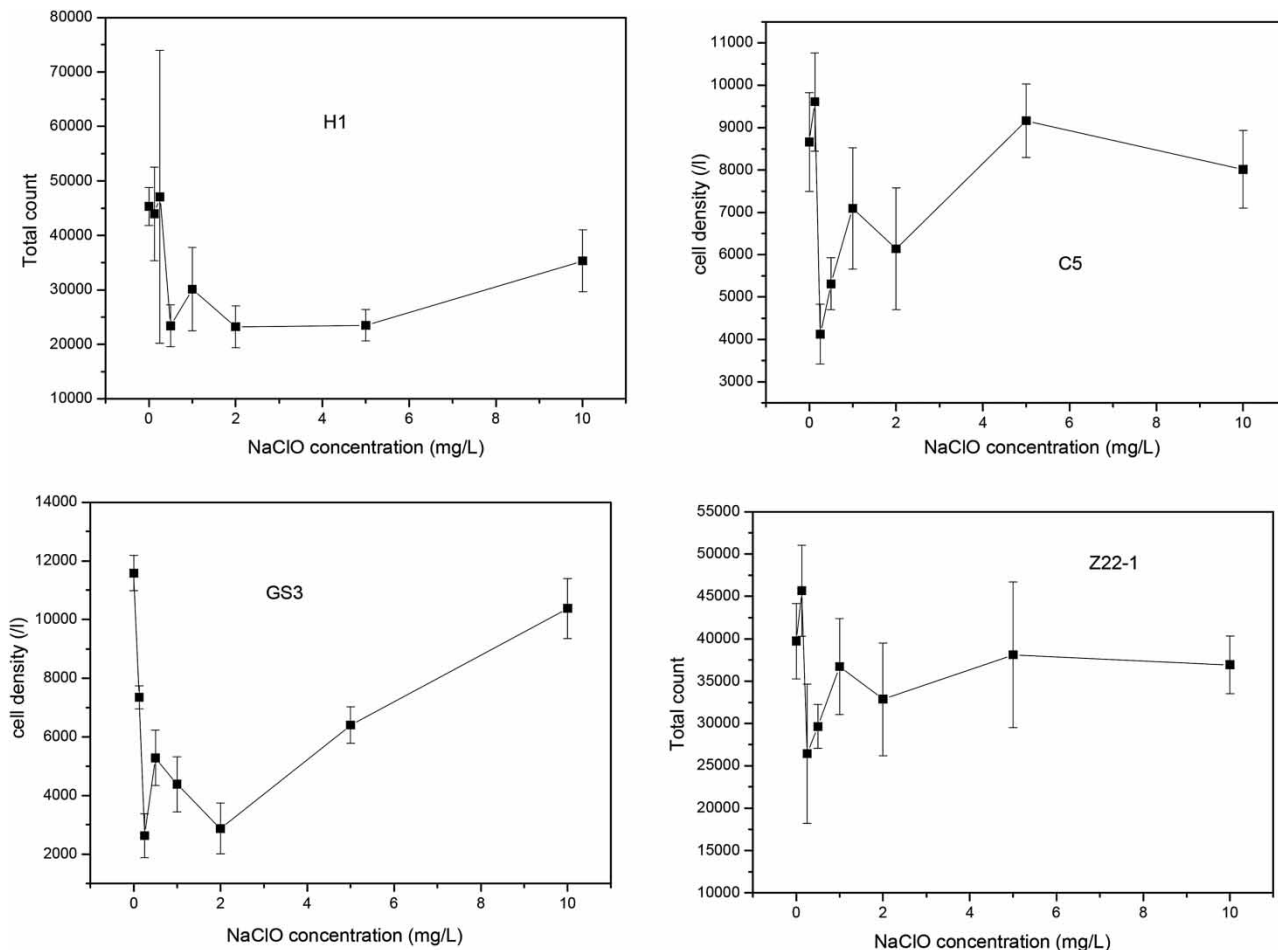 80000
70000
60000
50000
40000
30000
20000
10000
Total count
H1
0 2 4 6 8 10
NaClO concentration (mg/L)
11000
10000
9000
8000
7000
6000
5000
4000
3000
cell density (/l)
C5
0 2 4 6 8 10
NaClO concentration (mg/L)
14000
12000
10000
8000
6000
4000
2000
cell density (/l)
GS3
0 2 4 6 8 10
NaClO concentration (mg/L)
55000
50000
45000
40000
35000
30000
25000
20000
15000
10000
Total count
Z22-1
0 2 4 6 8 10
NaClO concentration (mg/L)